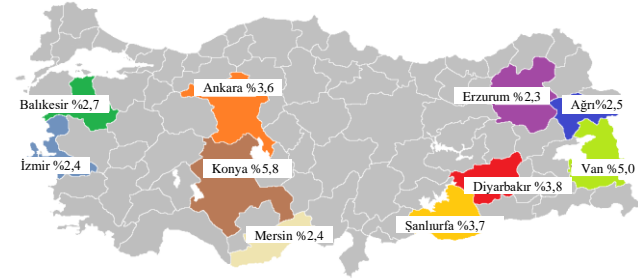 Ankara %3,6
Erzurum %2,3
Ağrı%2,5
Balıkesir %2,7
İzmir %2,4
Konya %5,8
Van %5,0
Diyarbakır %3,8
Şanlıurfa %3,7
Mersin %2,4